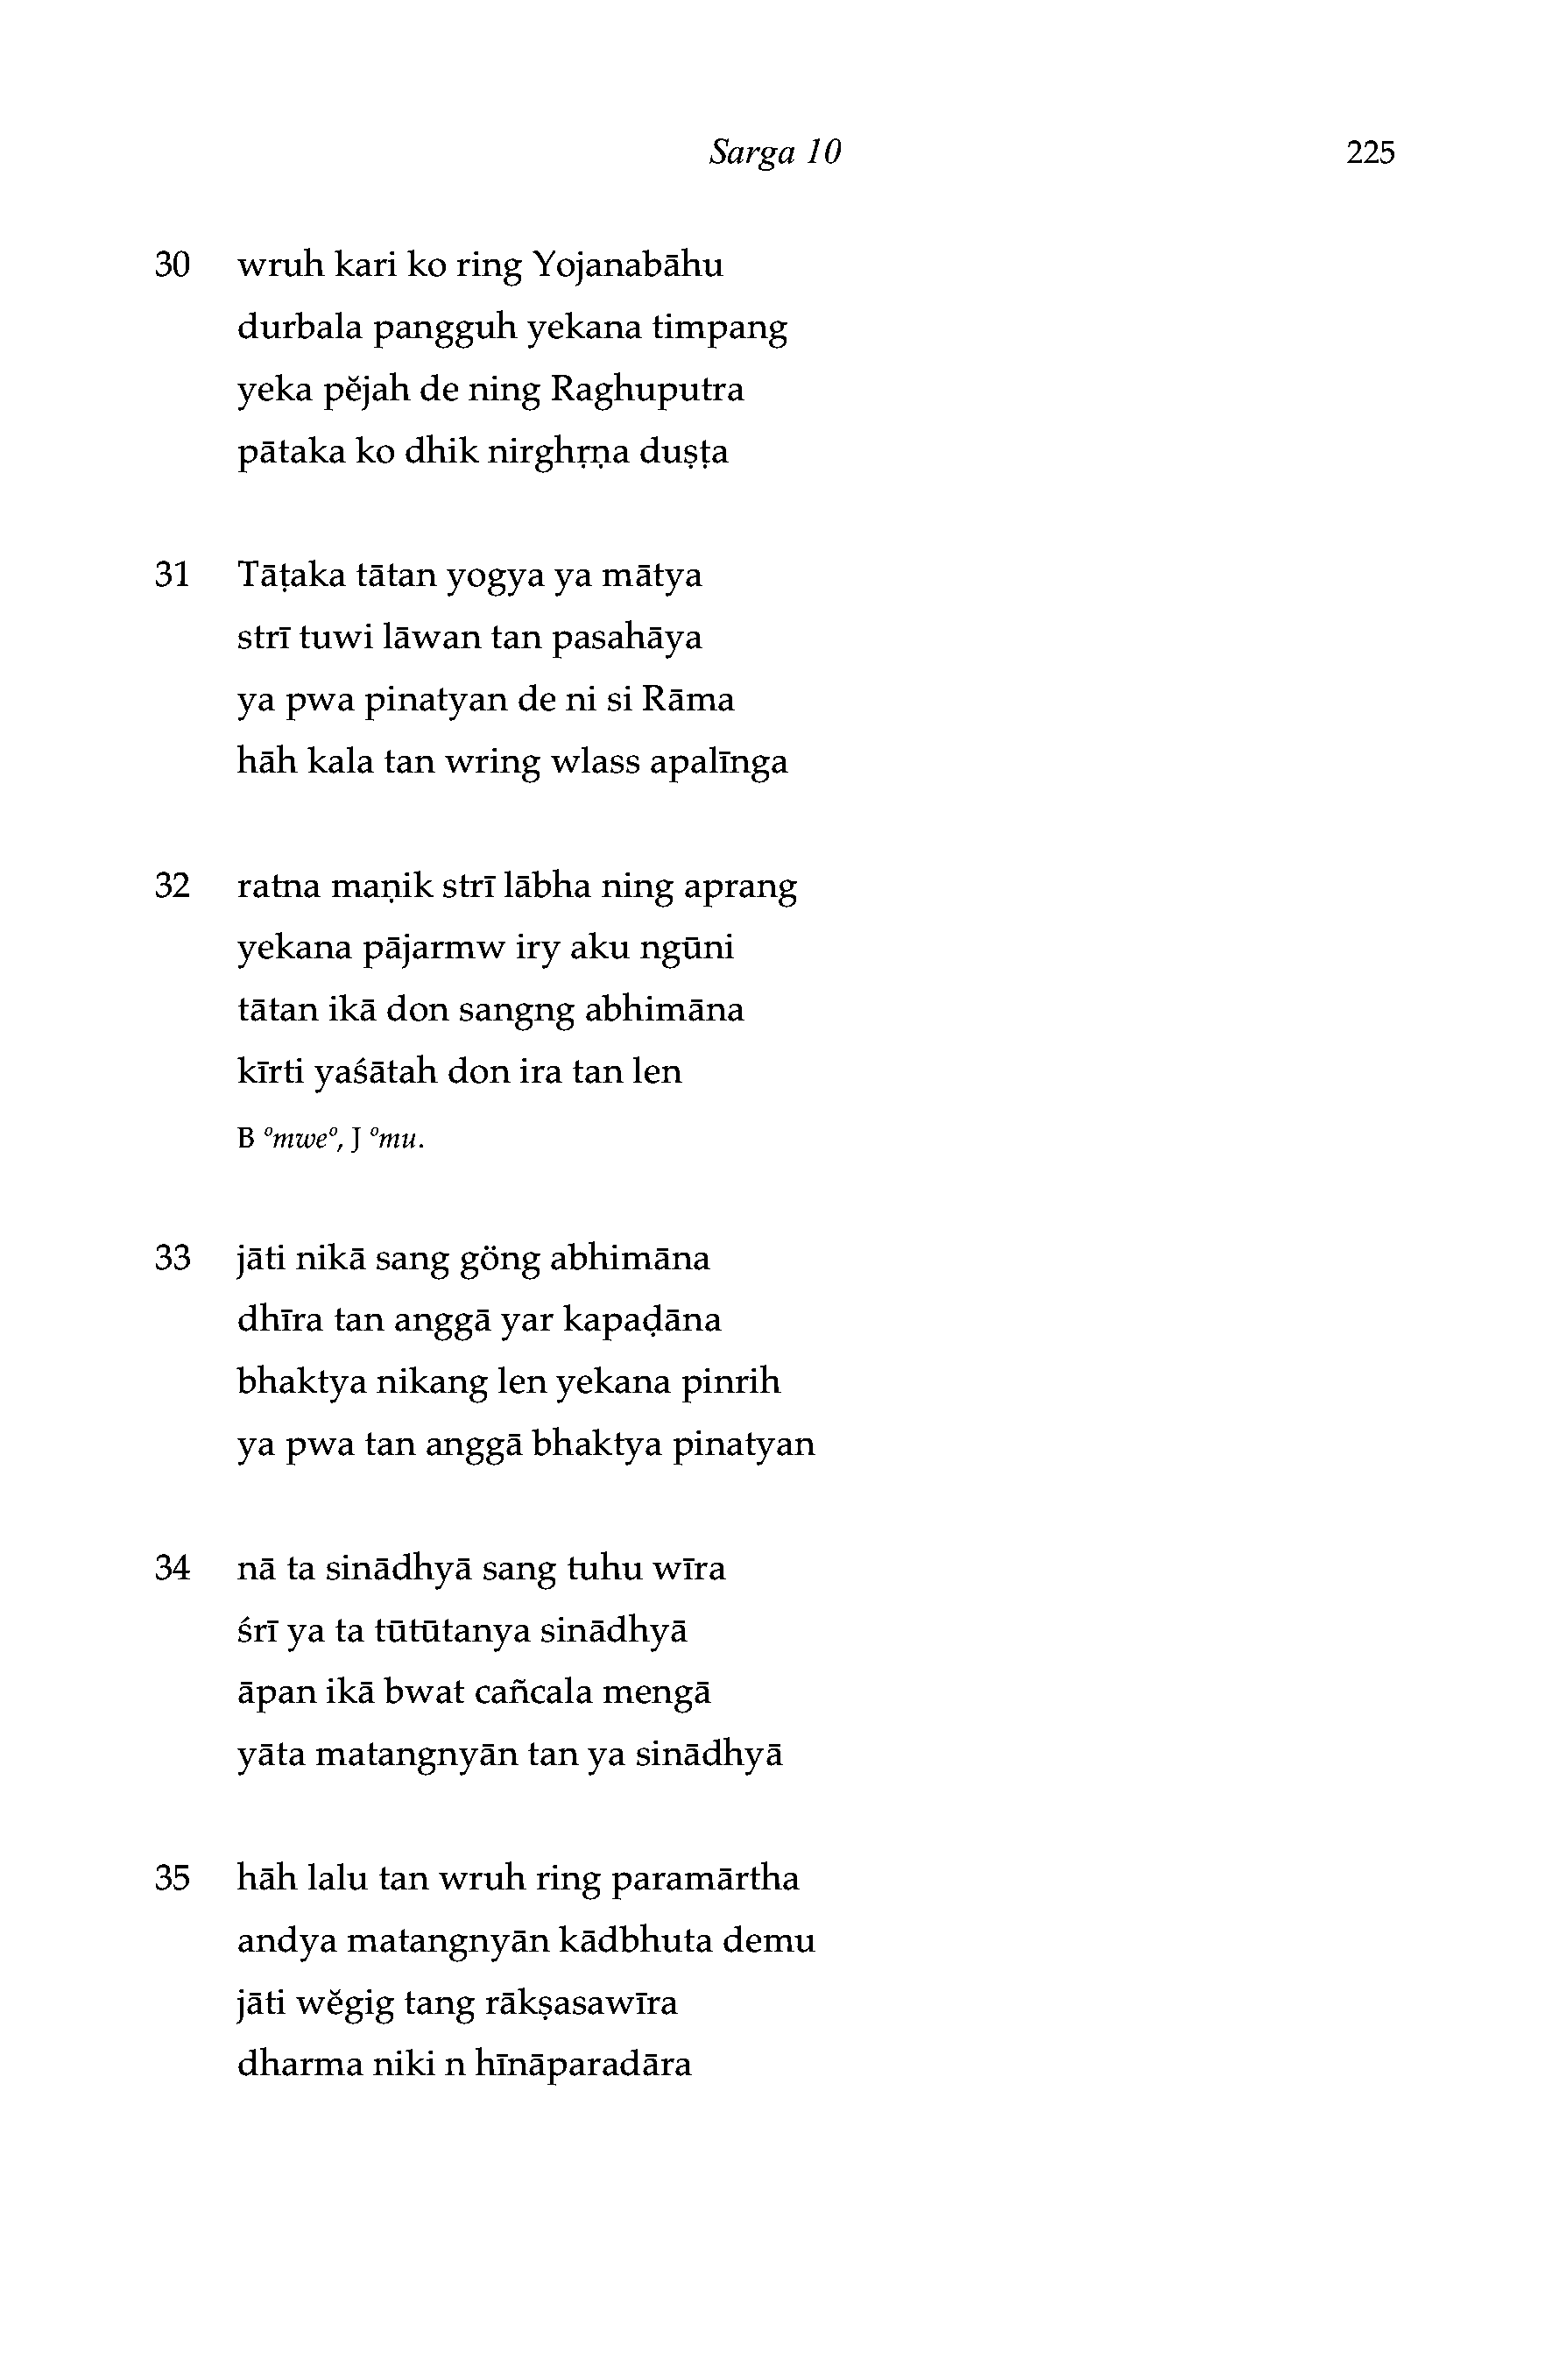 Sarga 10 225
30 wruh kari ko ring Yojanabāhu
durbala pangguh yekana timpang
yeka pĕjah de ning Raghuputra
pātaka ko dhik nirghṛṇa duṣṭa
31 Tāṭaka tātan yogya ya mātya
strī tuwi lāwan tan pasahāya
ya pwa pinatyan de ni si Rāma
hāh kala tan wring wlass apalīnga
32 ratna maṇik strī lābha ning aprang
yekana pājarmw iry aku ngūni
tātan ikā don sangng abhimāna
kīrti yaśātah don ira tan len
B °mwe°, J °mu.
33 jāti nikā sang göng abhimāna
dhīra tan anggā yar kapaḍāna
bhaktya nikang len yekana pinrih
ya pwa tan anggā bhaktya pinatyan
34 nā ta sinādhyā sang tuhu wīra
śrī ya ta tūtūtanya sinādhyā
āpan ikā bwat cañcala mengā
yāta matangnyān tan ya sinādhyā
35 hāh lalu tan wruh ring paramārtha
andya matangnyān kādbhuta demu
jāti wĕgig tang rākṣasawīra
dharma niki n hīnāparadāra